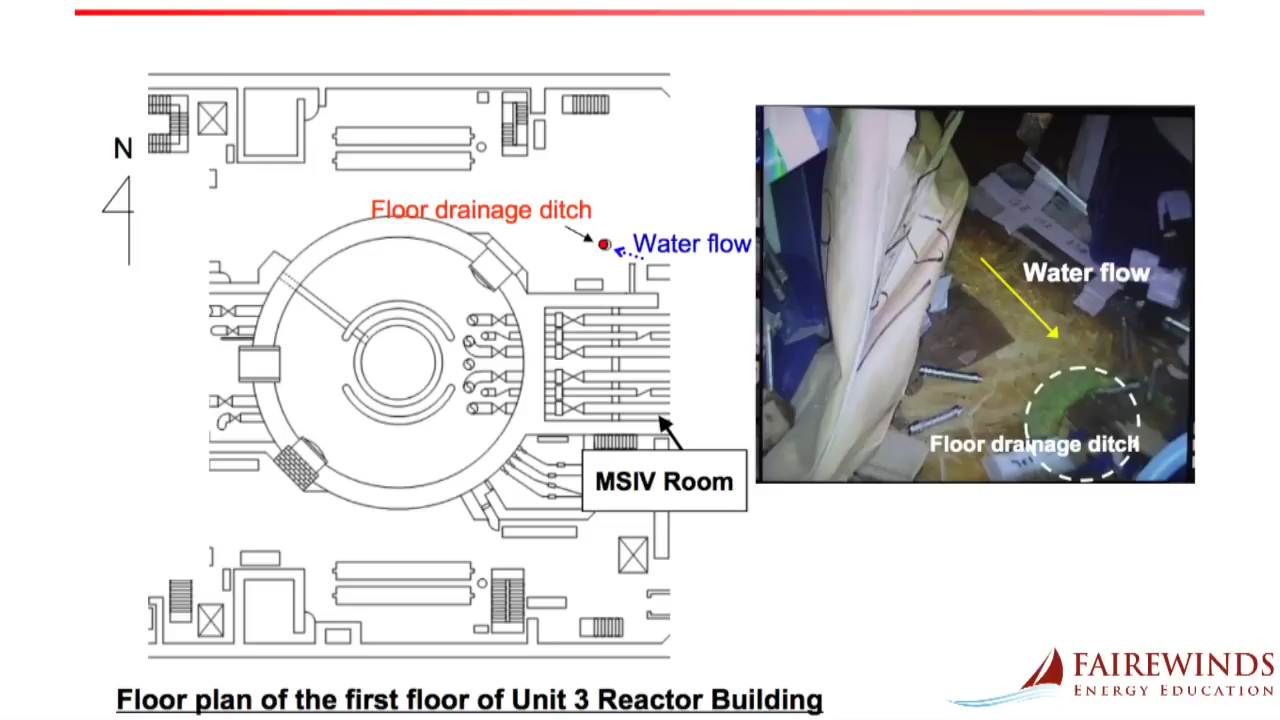 N
Floor drainage ditch
Water flow
MSIV Room
Water flow
Floor drainage ditch
Floor plan of the first floor of Unit 3 Reactor Building
FAIREWINDS
ENERGY EDUCATION